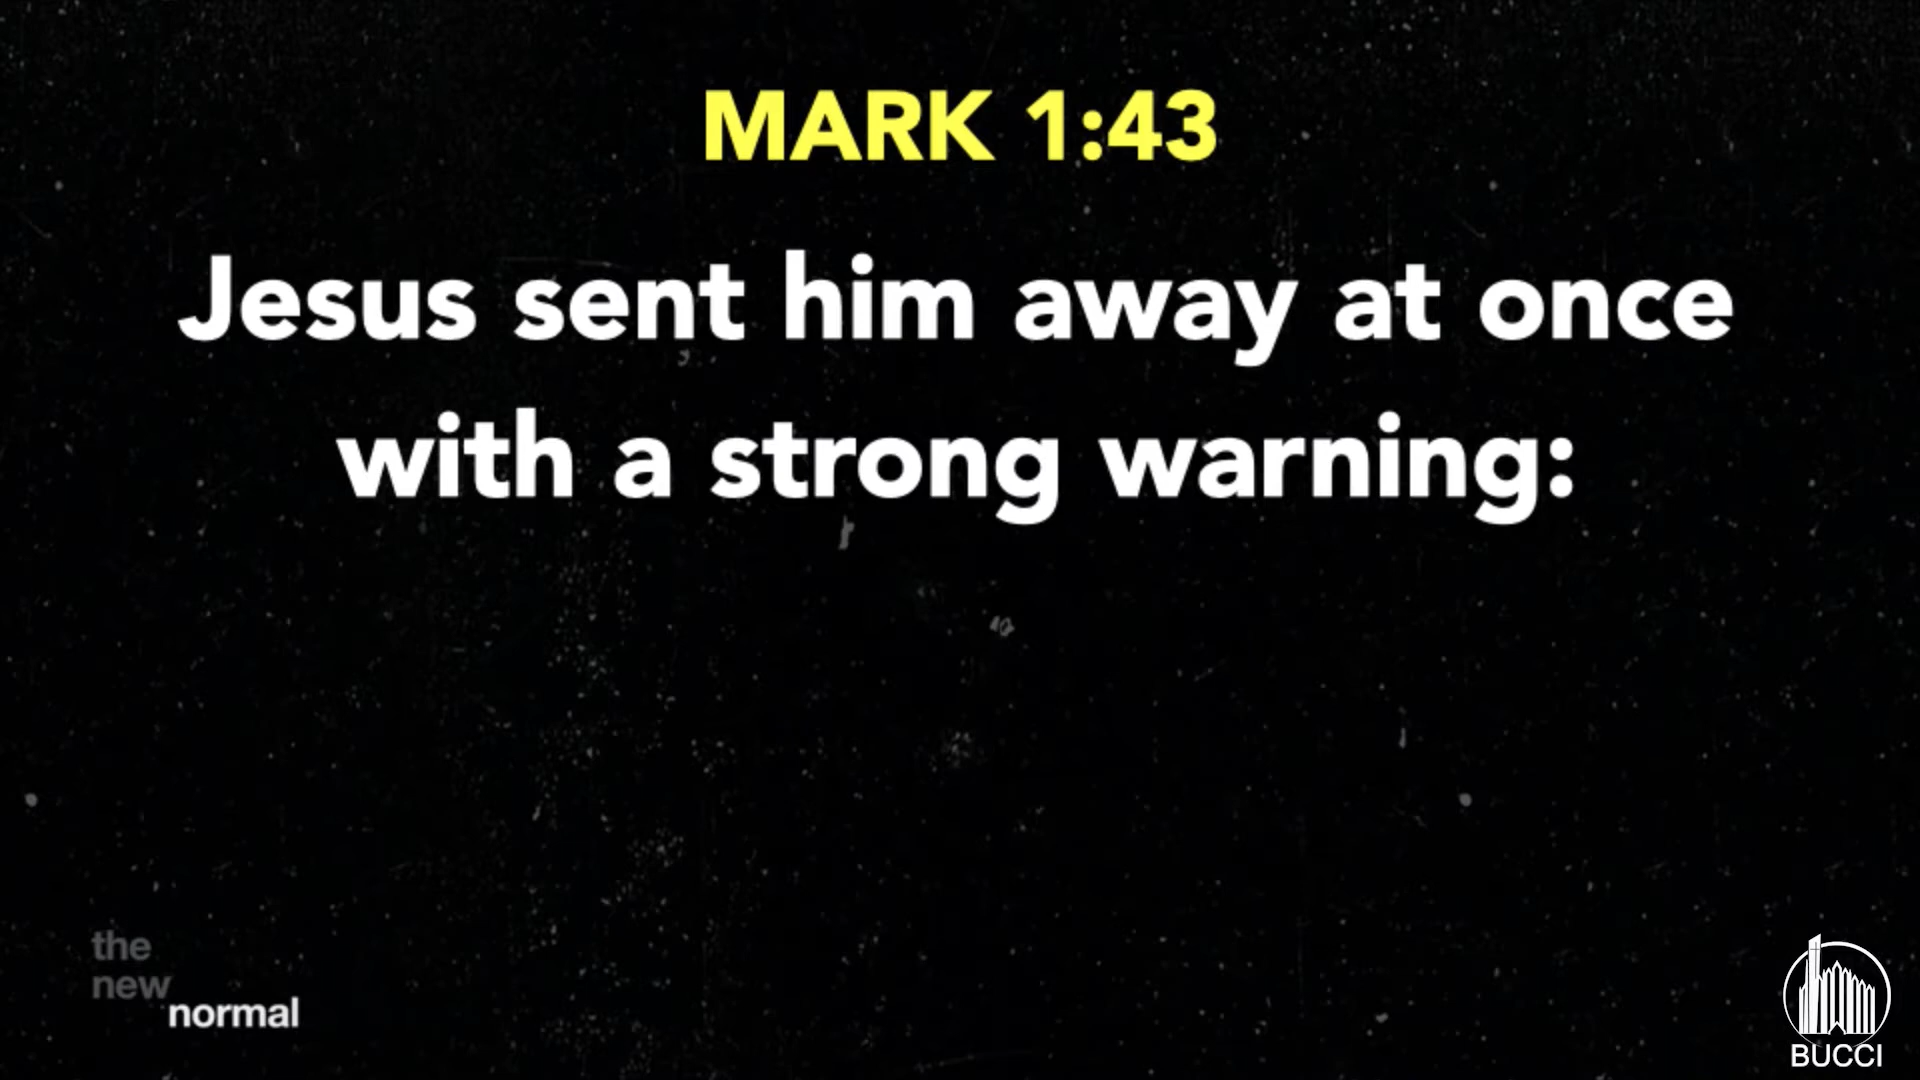 MARK 1:43
Jesus sent him away at once
with a strong warning:
the
new
normal
BUCCI